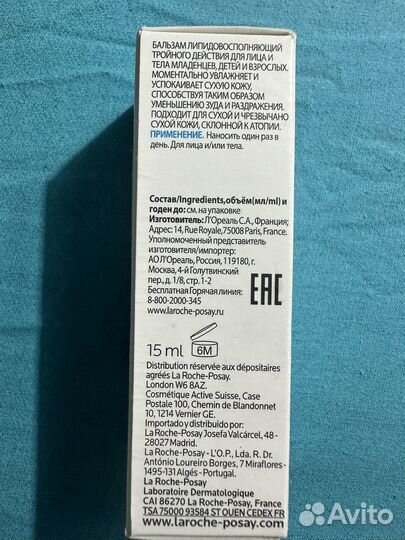 БАЛЬЗАМ ЛИПИДОВОСПОЛНЯЮЩИЙ
ТРОЙНОГО ДЕЙСТВИЯ ДЛЯ ЛИЦА И
ТЕЛА МЛАДЕНЦЕВ, ДЕТЕЙ И ВЗРОСЛЫХ.
МОМЕНТАЛЬНО УВЛАЖНЯЕТ И
УСПОКАИВАЕТ СУХУЮ КОЖУ,
СПОСОБСТВУЯ ТАКИМ ОБРАЗОМ
УМЕНЬШЕНИЮ ЗУДА И РАЗДРАЖЕНИЯ.
ПОДХОДИТ ДЛЯ СУХОЙ И ЧРЕЗВЫЧАНО
СУХОЙ КОЖИ, СКЛОННОЙ К АТОПИИ.
ПРИМЕНЕНИЕ. Наносить один раз в
день. Для лица и/или тела.
Состав/Ingredients,объём(мл/ml) и
годен до: см. на упаковке
Изготовитель: Л'Ореаль С.А., Франция;
Адрес: 14, Rue Royale,75008 Paris, France.
Уполномоченный представитель
изготовителя/импортер:
АО Л'Ореаль, Россия, 119180, г.
Москва, 4-й Голутвинский
пер., д. 1/8, стр. 1-2
Бесплатная Горячая линия:
8-800-2000-345
www.laroche-posay.ru
EAC
15 ml 6M
Distribution réservée aux dépositaires
agréés La Roche-Posay.
London W6 8AZ.
Cosmétique Active Suisse, Case
Postale 100, Chemin de Blandonnet
10, 1214 Vernier GE.
Importado y distribuido por:
La Roche-Posay Josefa Valcárcel, 48 -
28027 Madrid.
La Roche-Posay - L'O.P., Lda. R. Dr.
António Loureiro Borges, 7 Miraflores -
1495-131 Algés - Portugal.
La Roche-Posay
Laboratoire Dermatologique
CAI 86270 La Roche-Posay, France
TSA 75000 93584 ST OUEN CEDEX FR
www.laroche-posay.com
Avito